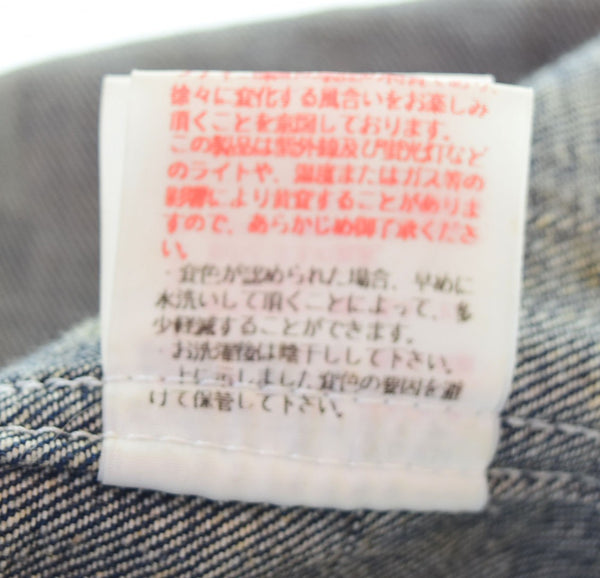 徐々に変化する風合いをお楽しみ
頂くことを意図しております。
この製品は紫外線及び蛍光灯など
のライトや、温度またはガス等の
影響により黄変することがありま
すので、あらかじめ御了承くださ
い。
・黄色が認められた場合、早めに
水洗いして頂くことによって、多
少軽減することができます。
・お洗濯後は陰干しして下さい。
・上に示しました黄色の要因を避
けて保管して下さい。